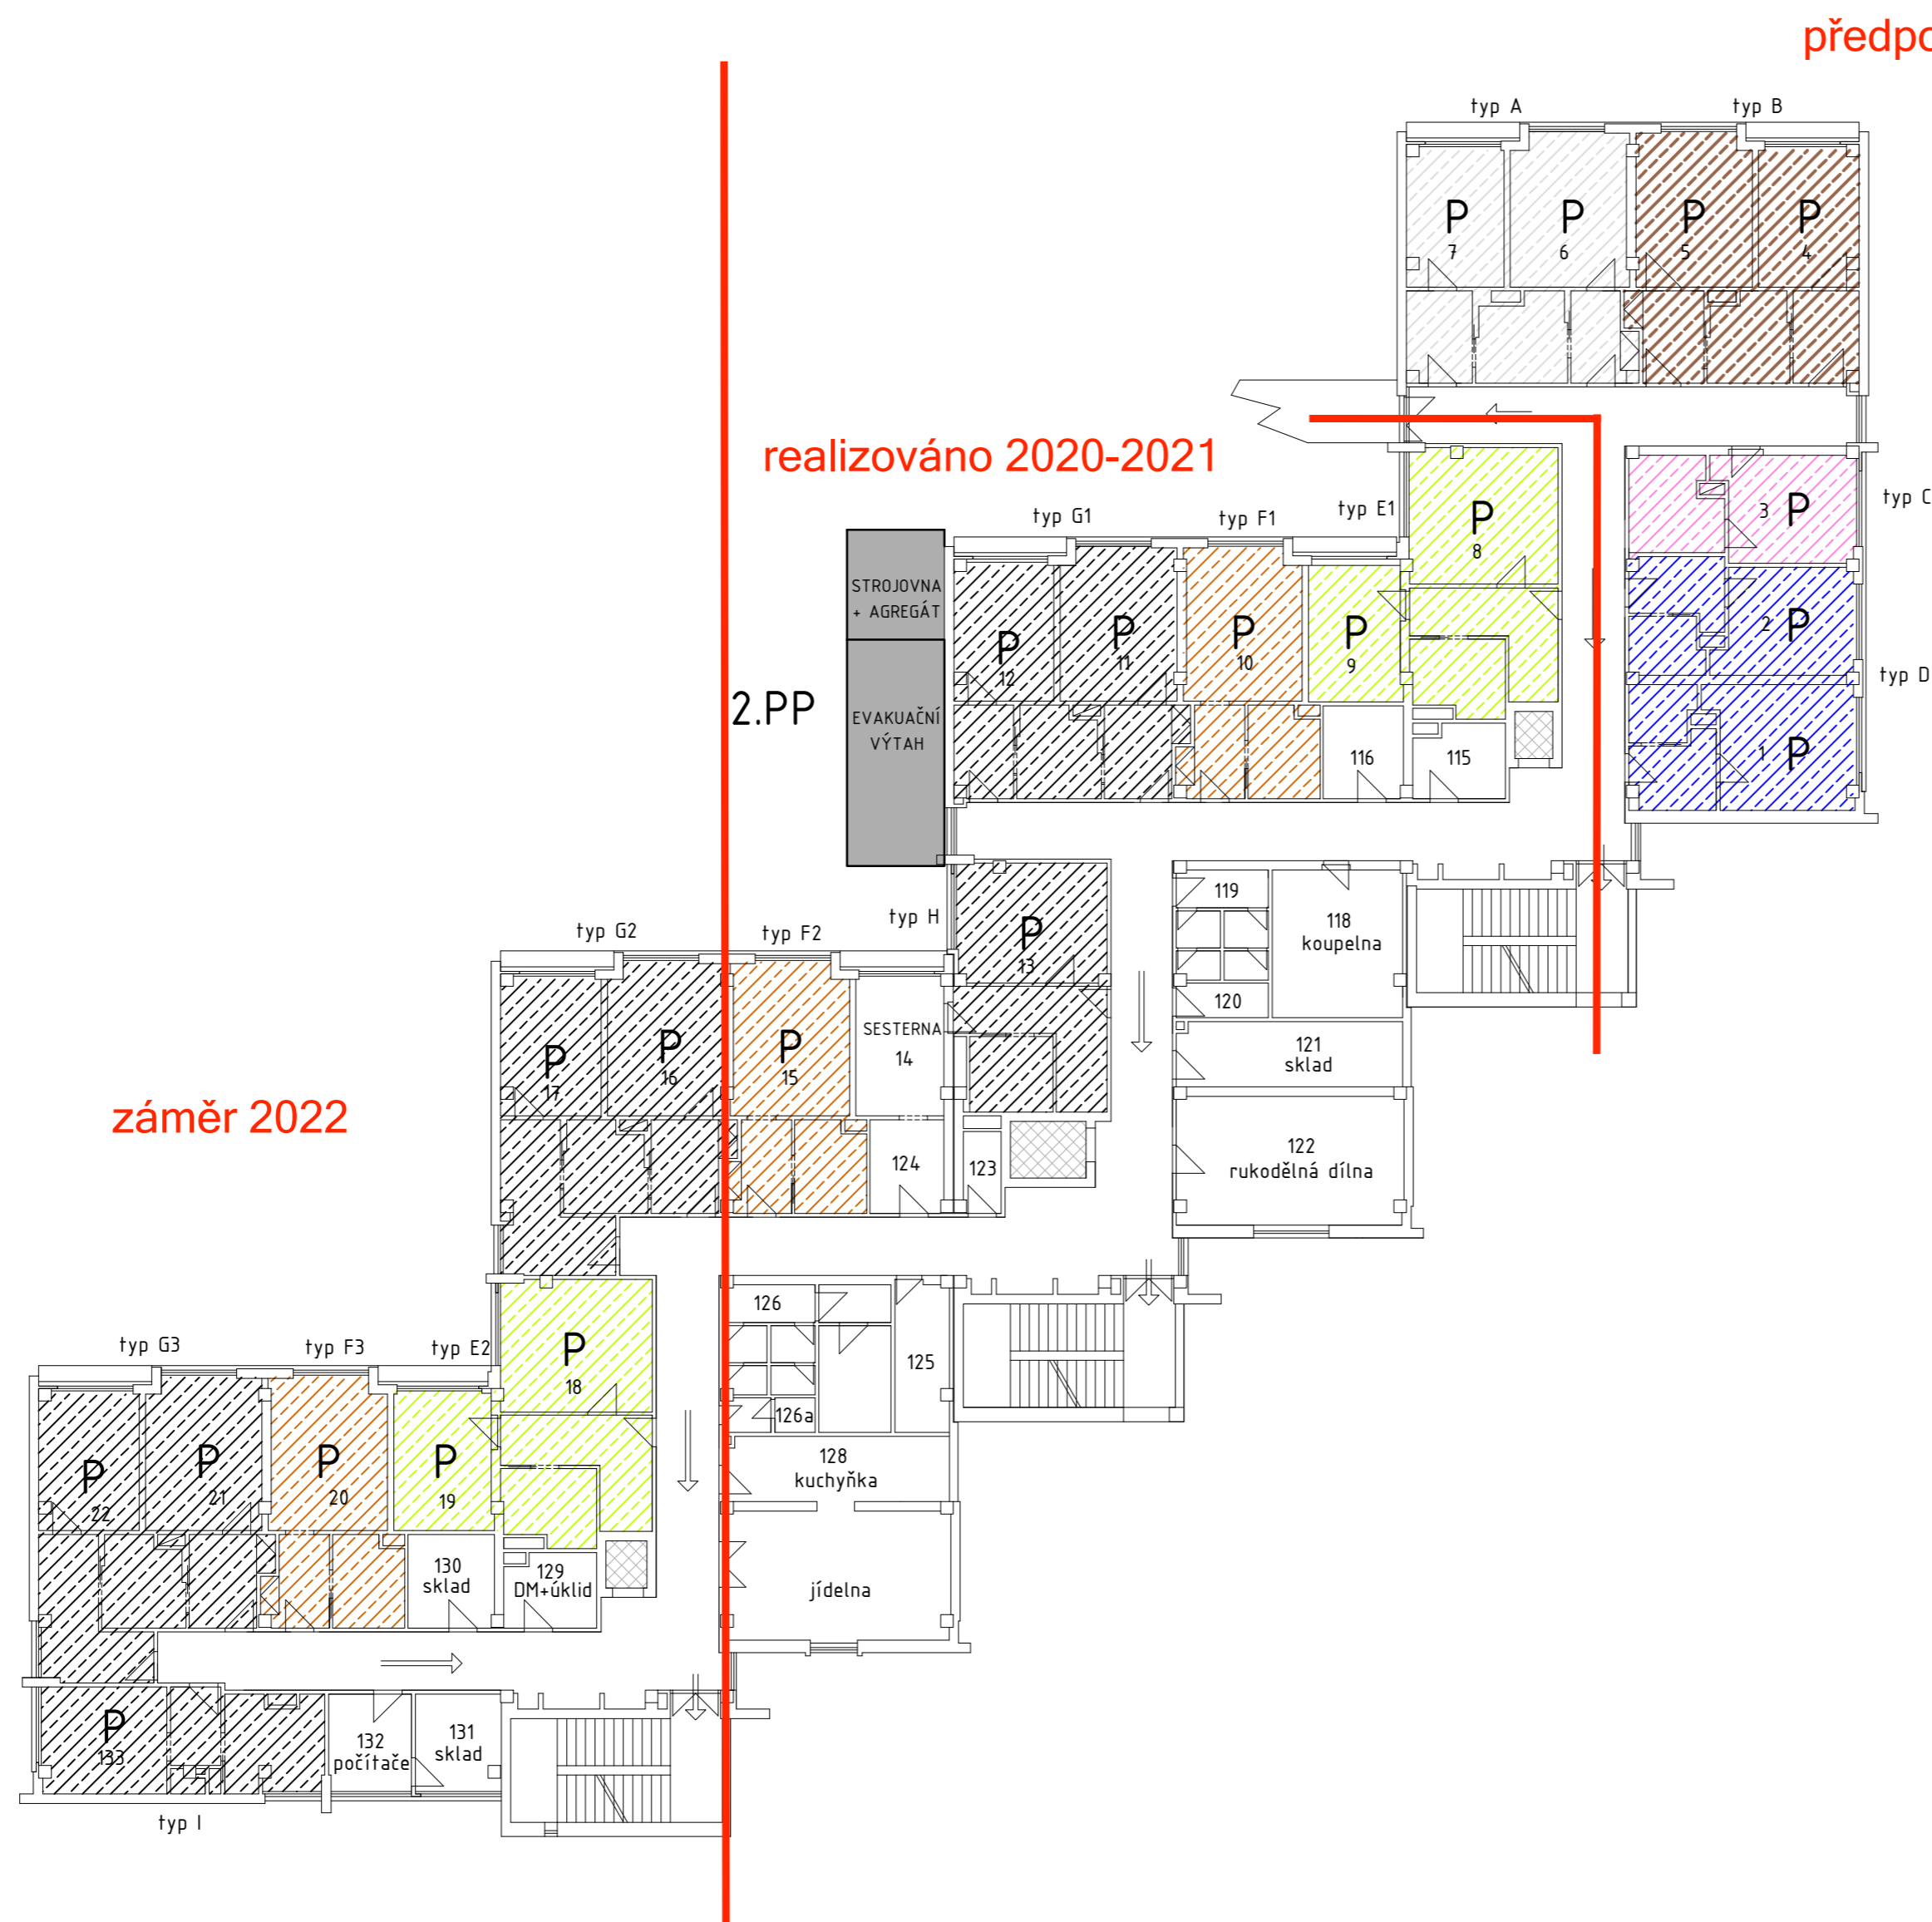 předpo
typ A
typ B
P
7
P
6
P
5
P
4
realizováno 2020-2021
P
8
3
P
typ C
2
P
typ D
1
P
typ G1
typ F1
typ E1
STROJOVNA
+ AGREGÁT
EVAKUAČNÍ
VÝTAH
2.PP
P
12
P
11
P
10
P
9
116
115
typ H
P
13
119
118
koupelna
120
121
sklad
122
rukodělná dílna
typ G2
typ F2
P
17
P
16
P
15
SESTERNA
14
124
123
záměr 2022
P
18
126
125
126a
128
kuchyňka
jídelna
typ G3
typ F3
typ E2
P
22
P
21
P
20
P
19
130
sklad
129
DM+úklid
P
133
132
počítače
131
sklad
typ I